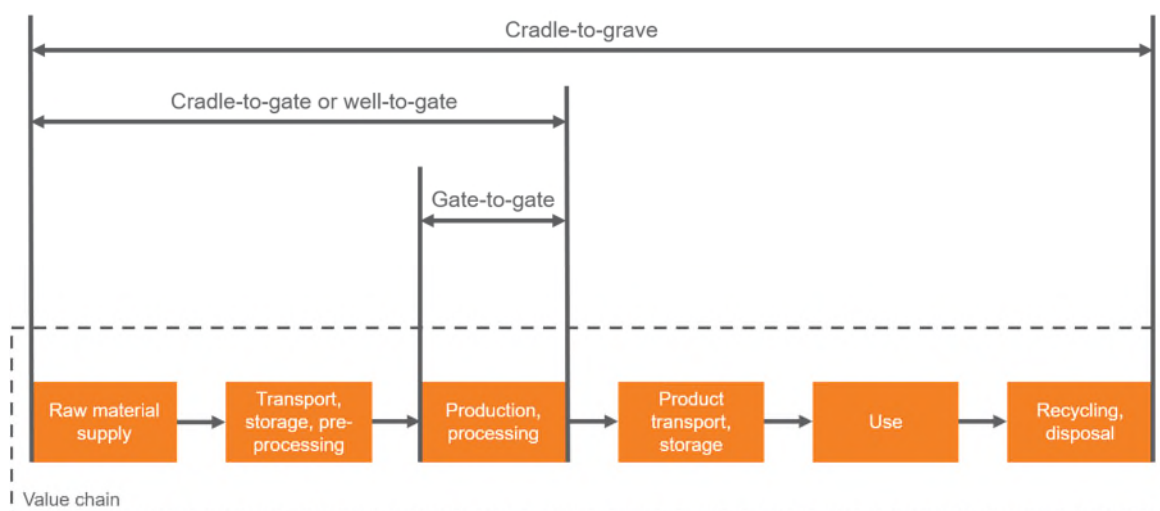 Cradle-to-grave
Cradle-to-gate or well-to-gate
Gate-to-gate
Raw material
supply
Transport,
storage, pre-
processing
Production,
processing
Product
transport,
storage
Use
Recycling,
disposal
Value chain